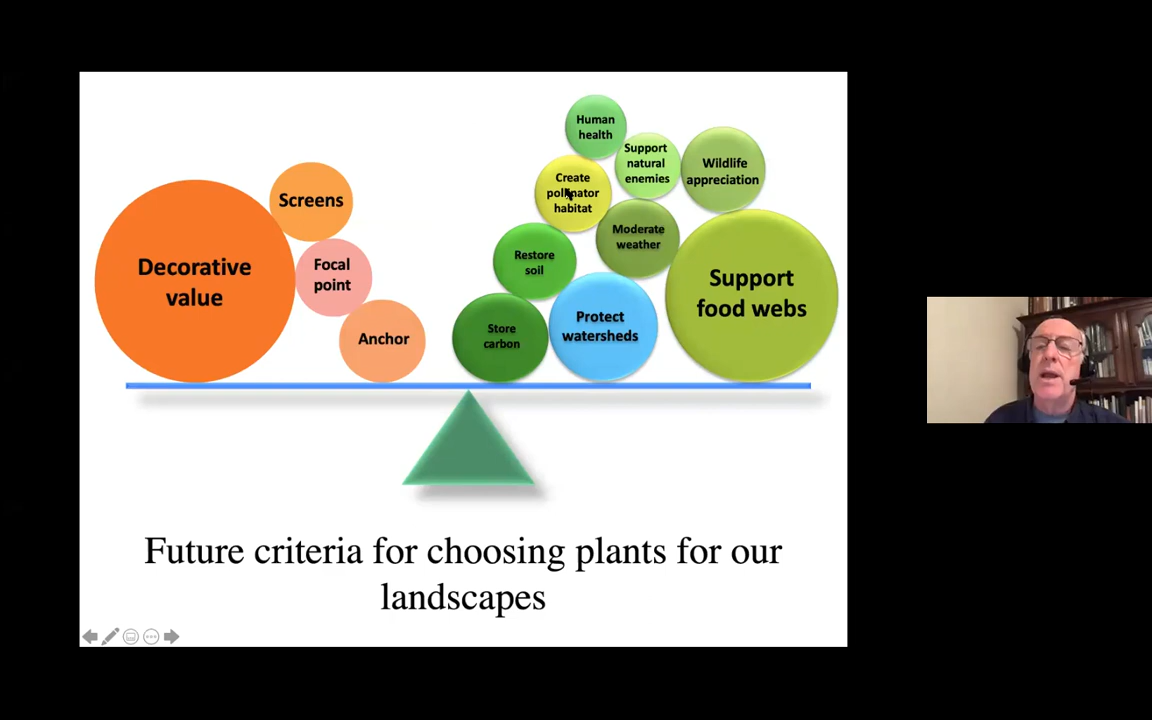 Decorative
value
Screens
Focal
point
Anchor
Human
health
Support
natural
enemies
Wildlife
appreciation
Create
pollinator
habitat
Moderate
weather
Restore
soil
Support
food webs
Protect
watersheds
Store
carbon
Future criteria for choosing plants for our
landscapes